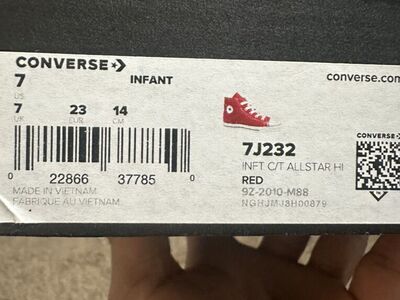 CONVERSE
7 INFANT
US
7 23 14
UK EUR CM
0 22866 37785 0
MADE IN VIETNAM
FABRIQUE AU VIETNAM
7J232
INFT C/T ALLSTAR HI
RED
9Z-2010-M88
converse.com
CONVERSE